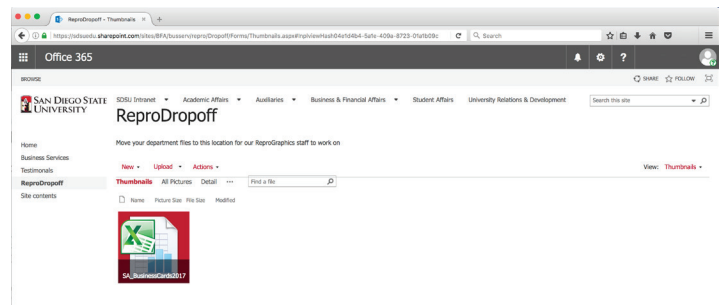 ReproDropoff - Thumbnails
https://sdsuedu.sharepoint.com/sites/BFA/busserv/repro/Dropoff/Forms/Thumbnails.aspx#InplviewHash04e1d4b4-5a1e-409a-8723-01a1b09c
Search
Office 365
?
BROWSE
SHARE
FOLLOW
SAN DIEGO STATE
UNIVERSITY
SDSU Intranet Academic Affairs Auxiliaries Business & Financial Affairs Student Affairs University Relations & Development
Search this site
ReproDropoff
Home
Business Services
Testimonals
ReproDropoff
Site contents
Move your department files to this location for our ReproGraphics staff to work on
New Upload Actions
View: Thumbnails
Thumbnails All Pictures Detail ...
Find a file
Name Picture Size File Size Modified
SA_BusinessCards2017